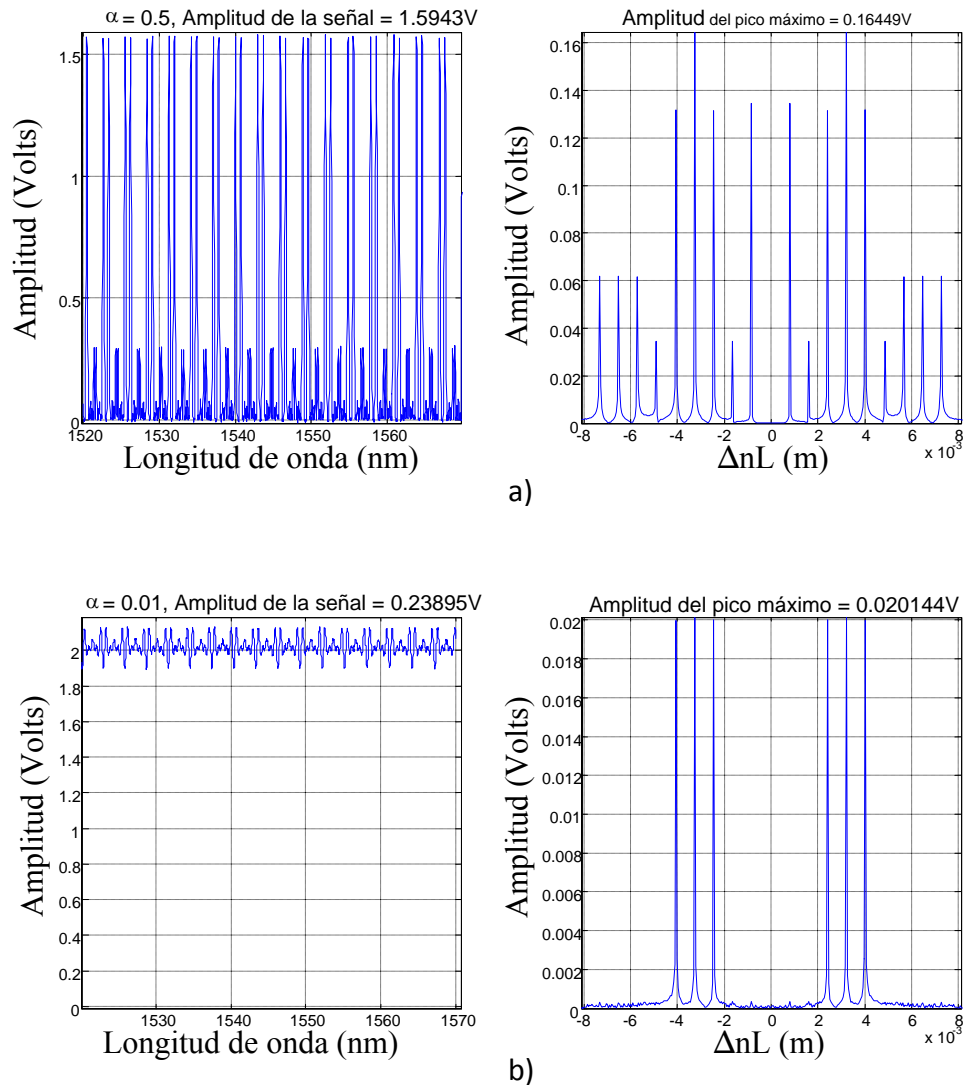 α = 0.5, Amplitud de la señal = 1.5943V
Amplitud (Volts)
1.5
1
0.5
0
1520 1530 1540 1550 1560
Longitud de onda (nm)
Amplitud del pico máximo = 0.16449V
Amplitud (Volts)
0.16
0.14
0.12
0.1
0.08
0.06
0.04
0.02
0
-8 -6 -4 -2 0 2 4 6 8
x 10⁻³
ΔnL (m)
a)
α = 0.01, Amplitud de la señal = 0.23895V
Amplitud (Volts)
2
1.8
1.6
1.4
1.2
1
0.8
0.6
0.4
0.2
0
1530 1540 1550 1560 1570
Longitud de onda (nm)
Amplitud del pico máximo = 0.020144V
Amplitud (Volts)
0.02
0.018
0.016
0.014
0.012
0.01
0.008
0.006
0.004
0.002
0
-8 -6 -4 -2 0 2 4 6 8
x 10⁻³
ΔnL (m)
b)